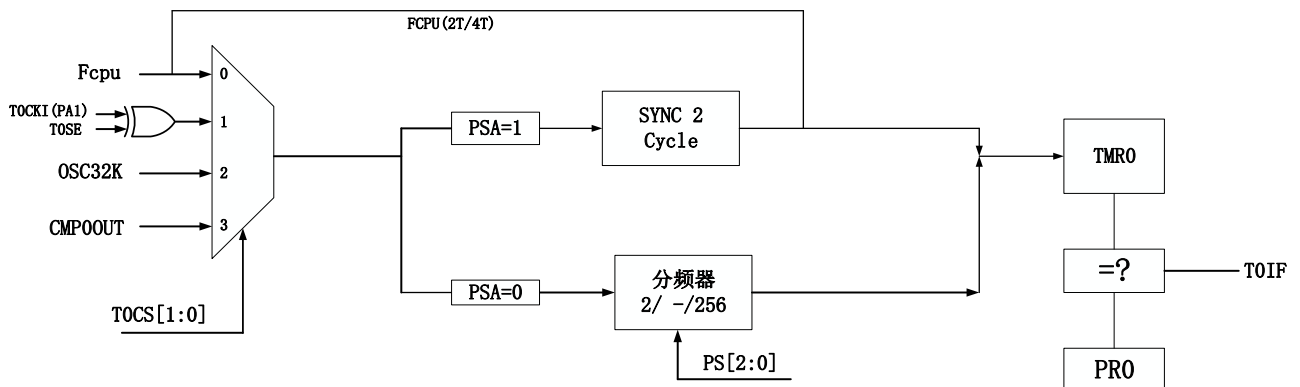 FCPU(2T/4T)
Fcpu
0
T0CKI(PA1)
T0SE
1
OSC32K
2
CMP0OUT
3
T0CS[1:0]
PSA=1
SYNC 2
Cycle
PSA=0
分频器
2/ -/256
PS[2:0]
TMR0
=?
T0IF
PR0